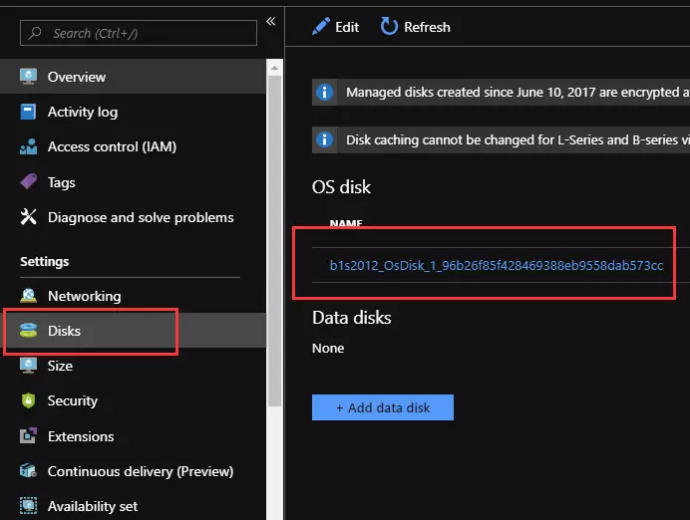 Search (Ctrl+/)
«
Overview
Activity log
Access control (IAM)
Tags
Diagnose and solve problems
Settings
Networking
Disks
Size
Security
Extensions
Continuous delivery (Preview)
Availability set
Edit
Refresh
Managed disks created since June 10, 2017 are encrypted a
Disk caching cannot be changed for L-Series and B-series vi
OS disk
NAME
b1s2012_OsDisk_1_96b26f85f428469388eb9558dab573cc
Data disks
None
+ Add data disk